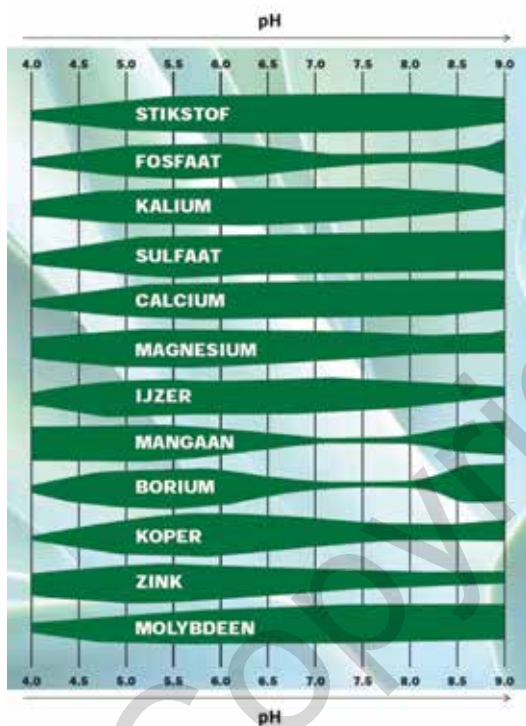 pH
4.0 4.5 5.0 5.5 6.0 6.5 7.0 7.5 8.0 8.5 9.0
STIKSTOF
FOSFAAT
KALIUM
SULFAAT
CALCIUM
MAGNESIUM
IJZER
MANGAAN
BORIUM
KOPER
ZINK
MOLYBDEEN
4.0 4.5 5.0 5.5 6.0 6.5 7.0 7.5 8.0 8.5 9.0
pH